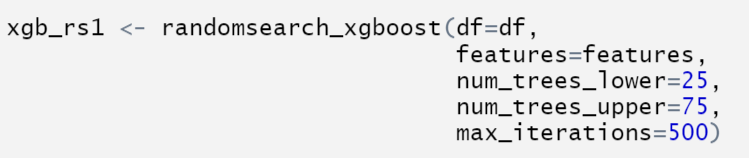 xgb_rs1 <- randomsearch_xgboost(df=df,
features=features,
num_trees_lower=25,
num_trees_upper=75,
max_iterations=500)